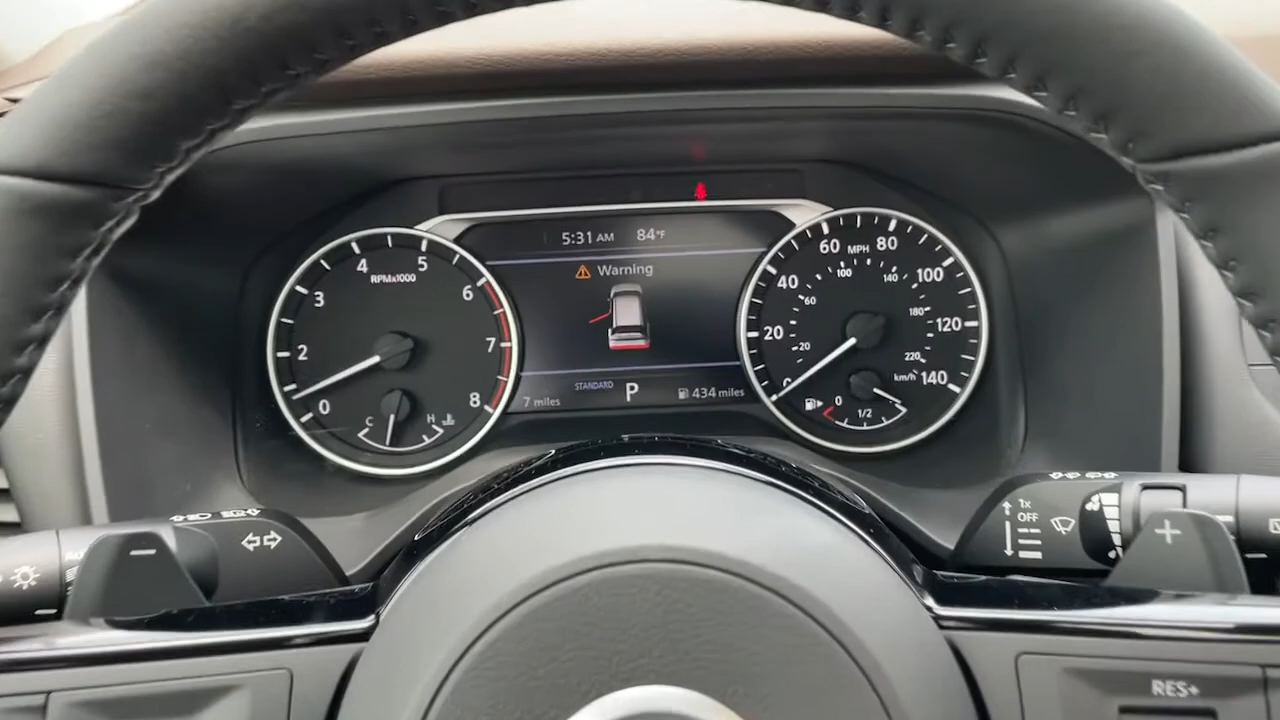 5:31 AM 84°F
Warning
STANDARD P
7 miles 434 miles
RPMx1000
0 2 3 4 5 6 7 8
C H
MPH
0 20 40 60 80 100 120 140
20 60 100 140 180 220
km/h
0 1/2
1x
OFF
−
+
RES+